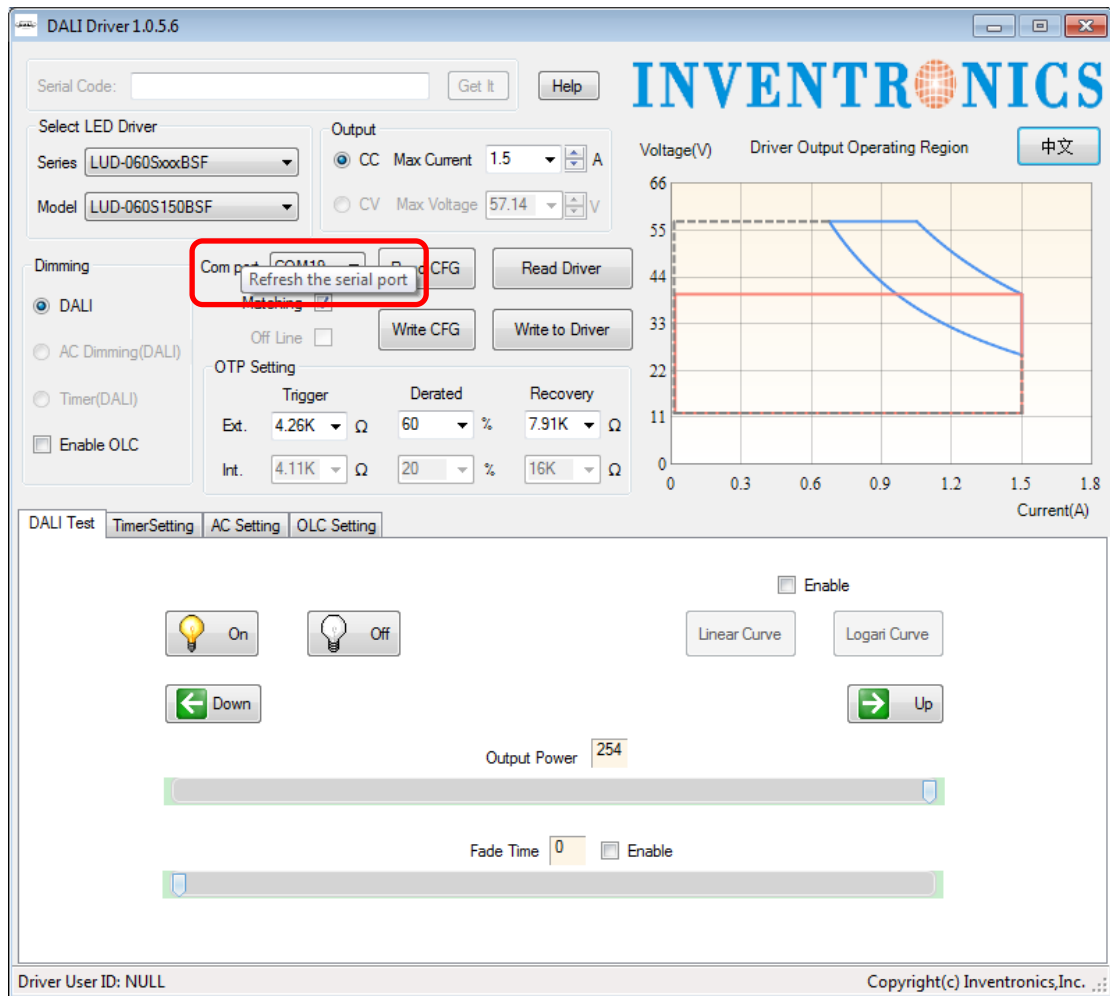 DALI Driver 1.0.5.6
Serial Code:
Get It
Help
INVENTRONICS
Select LED Driver
Series LUD-060SxxxBSF
Model LUD-060S150BSF
Output
CC Max Current 1.5 A
CV Max Voltage 57.14 V
Voltage(V) Driver Output Operating Region
中文
66
55
44
33
22
11
0
0 0.3 0.6 0.9 1.2 1.5 1.8
Current(A)
Dimming
DALI
AC Dimming(DALI)
Timer(DALI)
Enable OLC
Refresh the serial port
CFG
Read Driver
Matching
Off Line
Write CFG
Write to Driver
OTP Setting
Trigger Derated Recovery
Ext. 4.26K Ω 60 % 7.91K Ω
Int. 4.11K Ω 20 % 16K Ω
DALI Test TimerSetting AC Setting OLC Setting
Enable
On Off Linear Curve Logari Curve
Down Up
Output Power 254
Fade Time 0 Enable
Driver User ID: NULL Copyright(c) Inventronics,Inc.